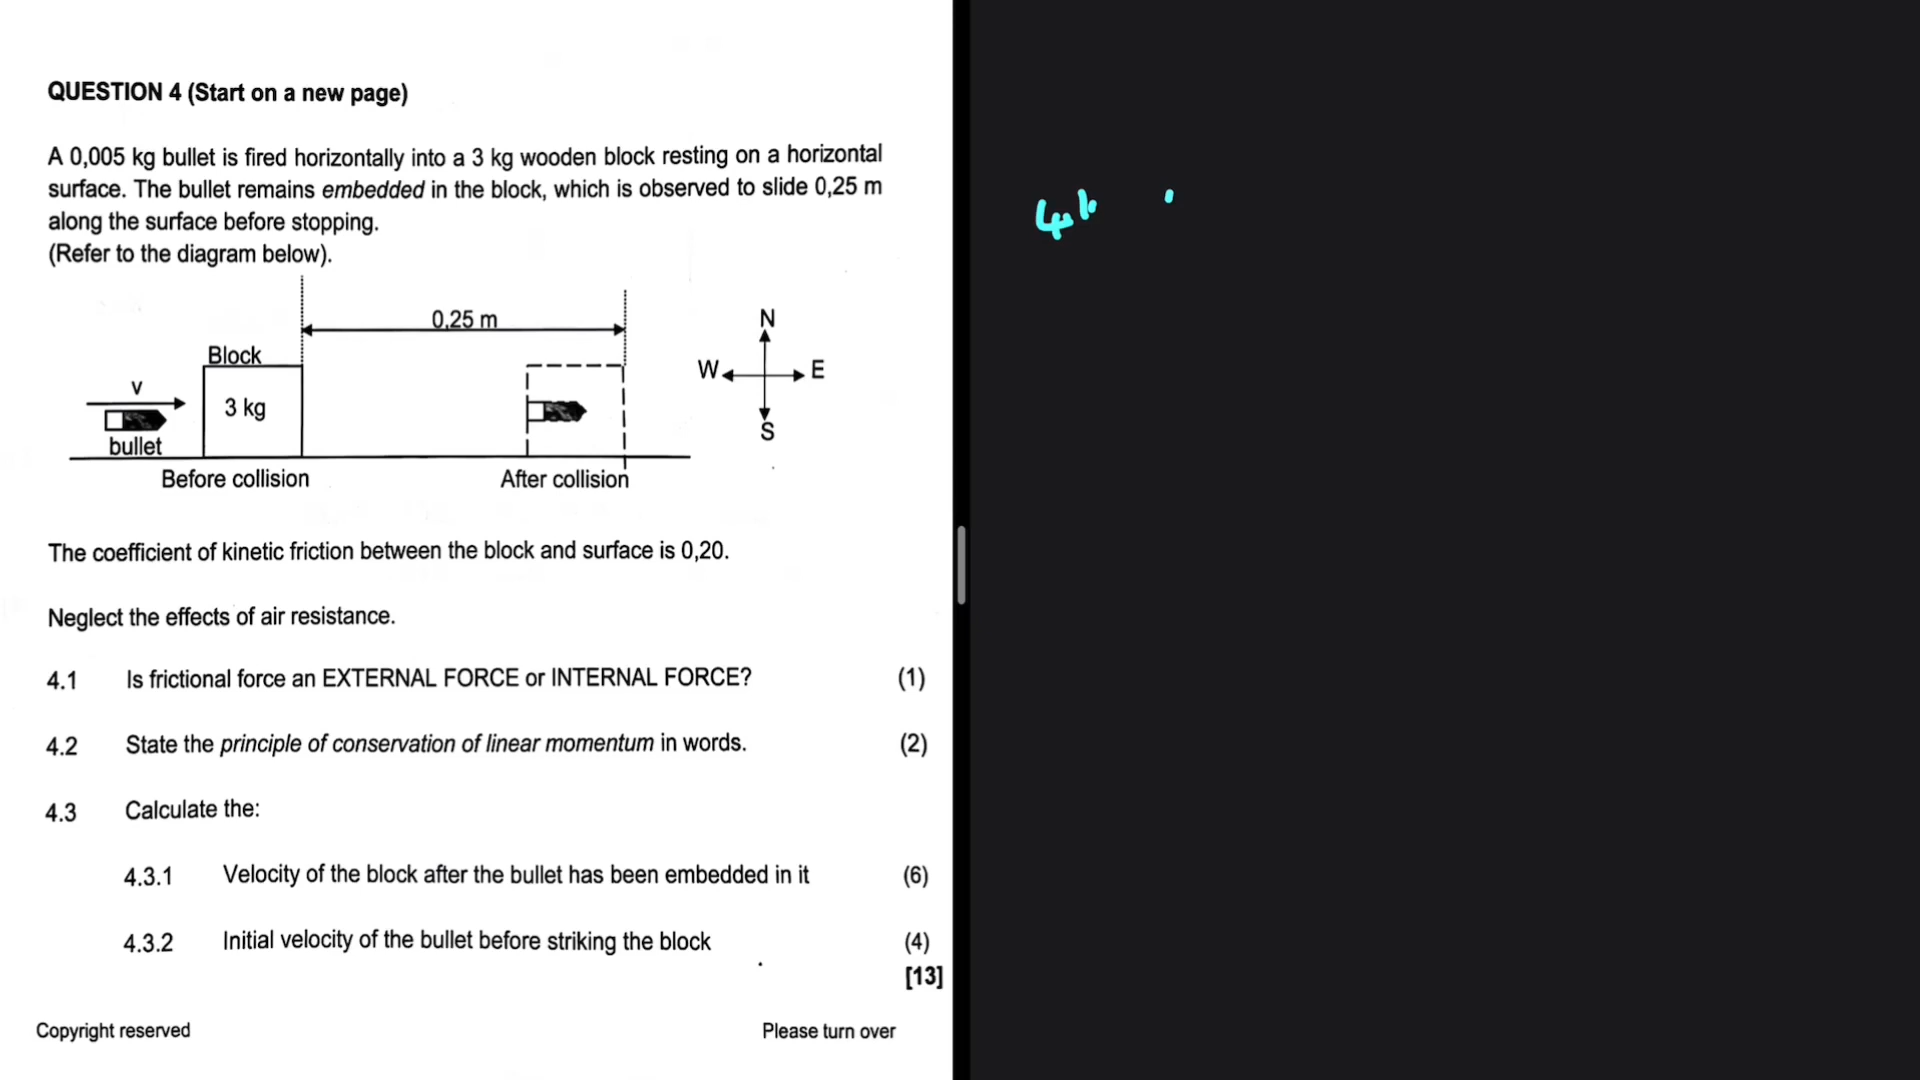 QUESTION 4 (Start on a new page)
A 0,005 kg bullet is fired horizontally into a 3 kg wooden block resting on a horizontal
surface. The bullet remains embedded in the block, which is observed to slide 0,25 m
along the surface before stopping.
(Refer to the diagram below).
0,25 m
N
Block
W E
v
3 kg
S
bullet
Before collision After collision
The coefficient of kinetic friction between the block and surface is 0,20.
Neglect the effects of air resistance.
4.1 Is frictional force an EXTERNAL FORCE or INTERNAL FORCE? (1)
4.2 State the principle of conservation of linear momentum in words. (2)
4.3 Calculate the:
4.3.1 Velocity of the block after the bullet has been embedded in it (6)
4.3.2 Initial velocity of the bullet before striking the block (4)
[13]
Copyright reserved Please turn over